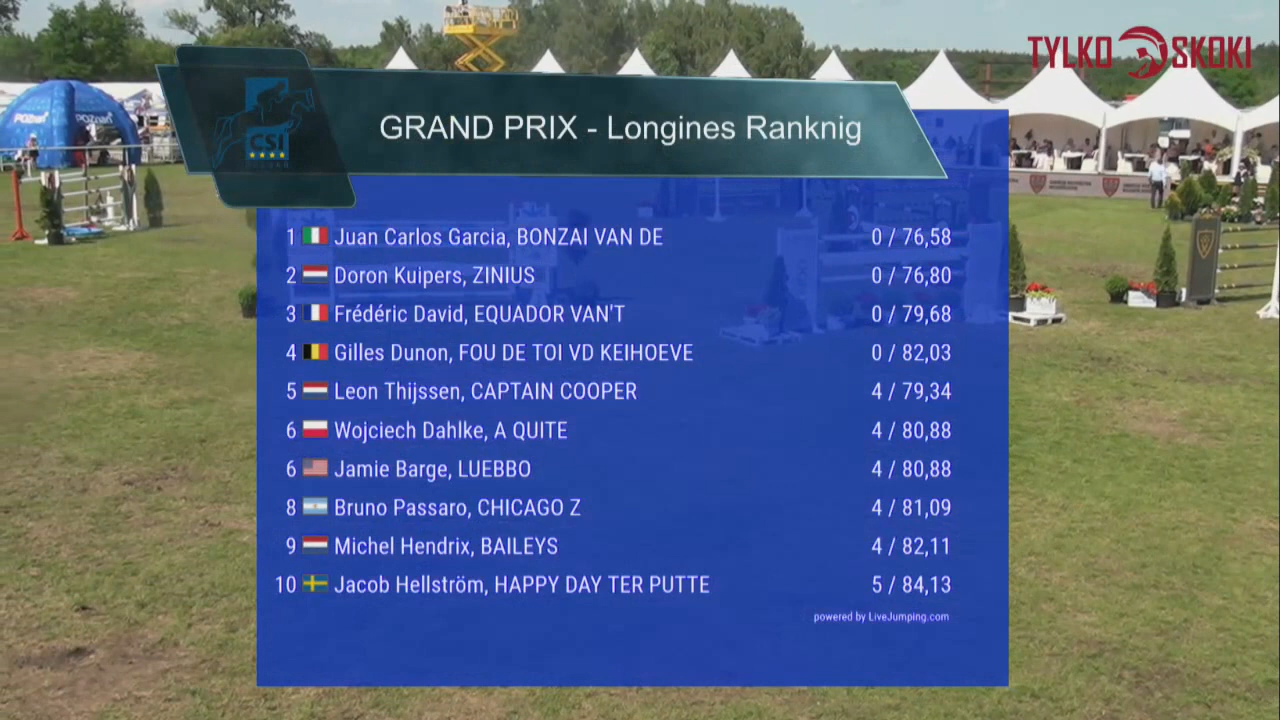 TYLKO SKOKI
POZnań
POZnań
CSI
GRAND PRIX - Longines Ranknig
1 Juan Carlos Garcia, BONZAI VAN DE 0 / 76,58
2 Doron Kuipers, ZINIUS 0 / 76,80
3 Frédéric David, EQUADOR VAN'T 0 / 79,68
4 Gilles Dunon, FOU DE TOI VD KEIHOEVE 0 / 82,03
5 Leon Thijssen, CAPTAIN COOPER 4 / 79,34
6 Wojciech Dahlke, A QUITE 4 / 80,88
6 Jamie Barge, LUEBBO 4 / 80,88
8 Bruno Passaro, CHICAGO Z 4 / 81,09
9 Michel Hendrix, BAILEYS 4 / 82,11
10 Jacob Hellström, HAPPY DAY TER PUTTE 5 / 84,13
powered by LiveJumping.com